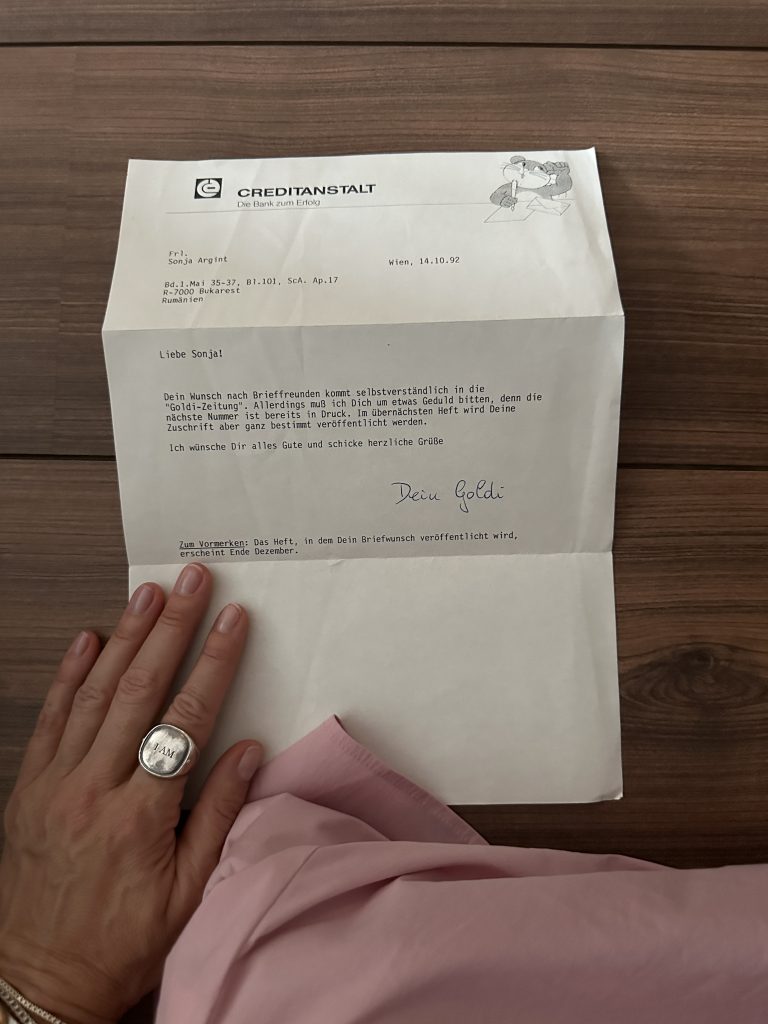 CREDITANSTALT
Die Bank zum Erfolg
Frl.
Sonja Argint
Wien, 14.10.92
Bd.1.Mai 35-37, Bl.101, ScA. Ap.17
R-7000 Bukarest
Rumänien
Liebe Sonja!
Dein Wunsch nach Brieffreunden kommt selbstverständlich in die
"Goldi-Zeitung". Allerdings muß ich Dich um etwas Geduld bitten, denn die
nächste Nummer ist bereits in Druck. Im übernächsten Heft wird Deine
Zuschrift aber ganz bestimmt veröffentlicht werden.
Ich wünsche Dir alles Gute und schicke herzliche Grüße
Dein Goldi
Zum Vormerken: Das Heft, in dem Dein Briefwunsch veröffentlicht wird,
erscheint Ende Dezember.
I AM